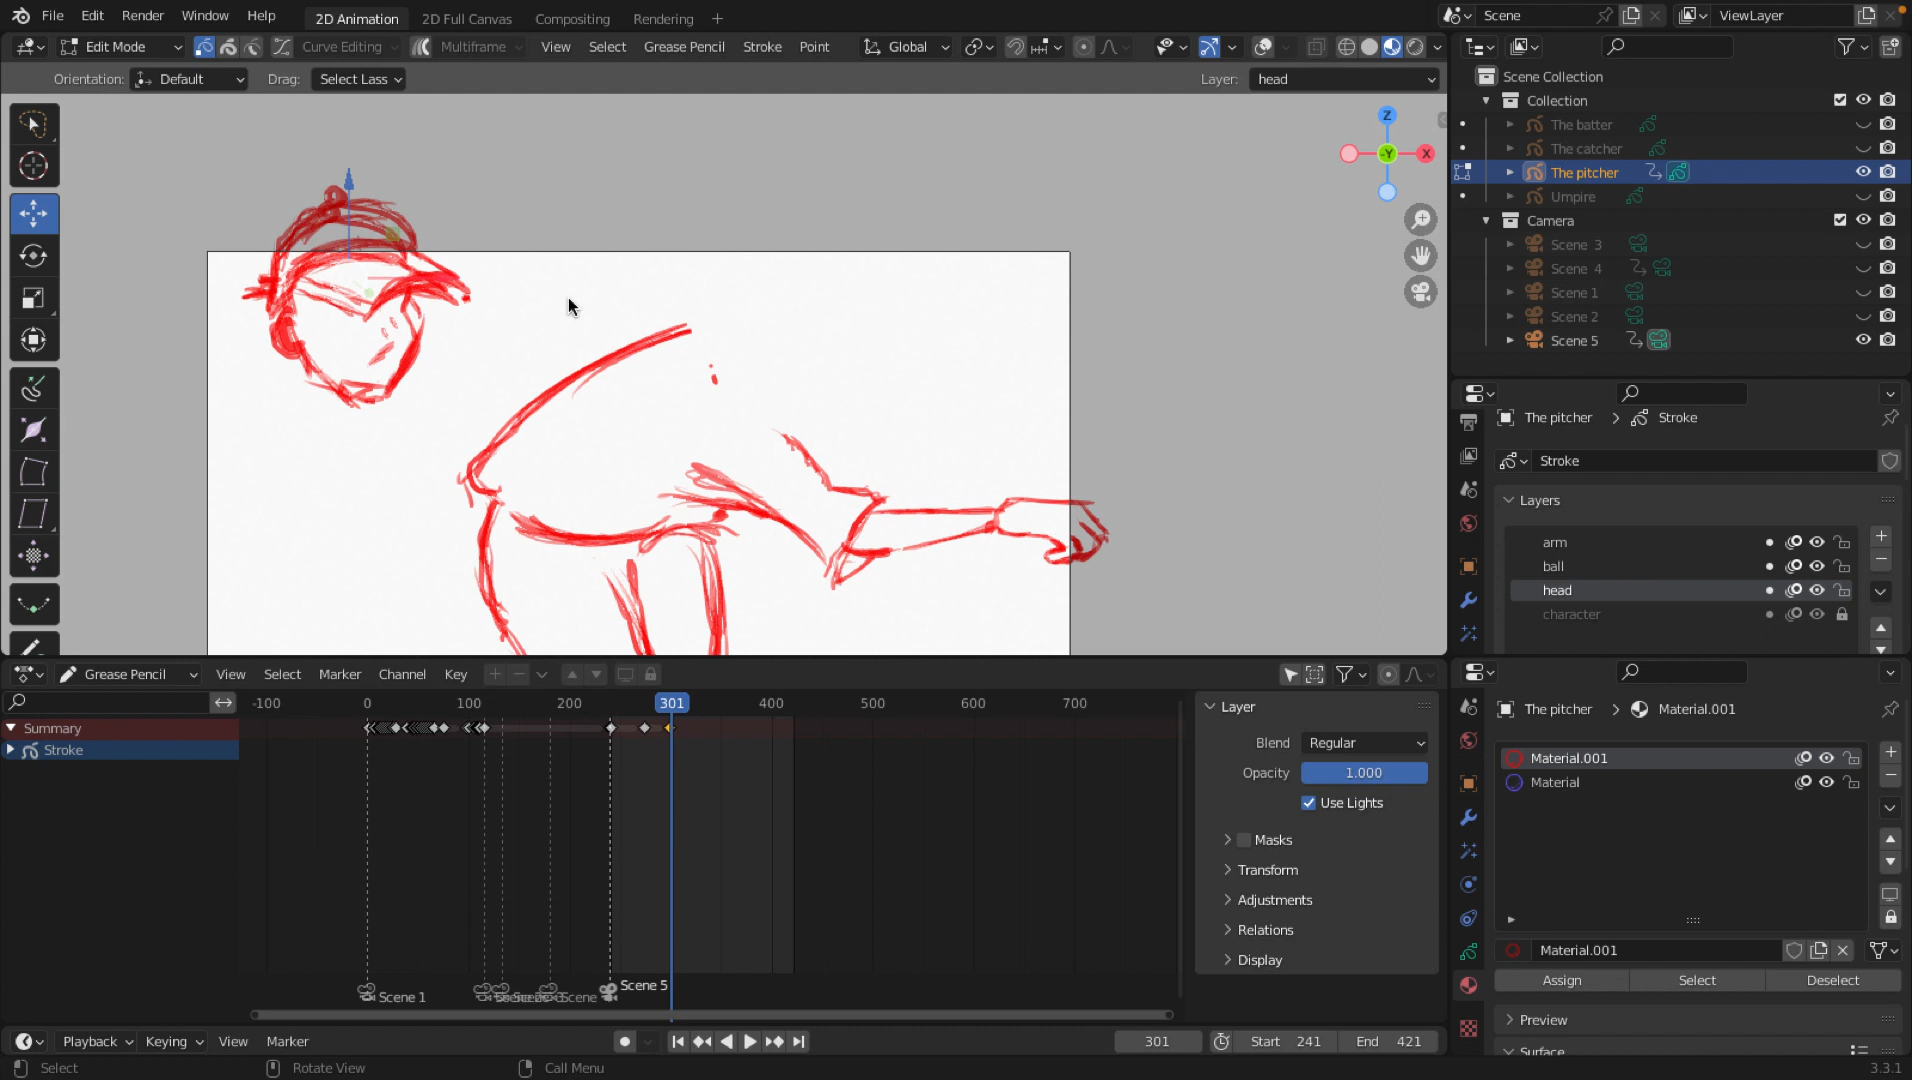 File Edit Render Window Help 2D Animation 2D Full Canvas Compositing Rendering Scene ViewLayer
Edit Mode Curve Editing Multiframe View Select Grease Pencil Stroke Point Global
Orientation: Default Drag: Select Lass Layer: head
Z
-Y
X
Scene Collection
Collection
The batter
The catcher
The pitcher
Umpire
Camera
Scene 3
Scene 4
Scene 1
Scene 2
Scene 5
The pitcher > Stroke
Stroke
Layers
arm
ball
head
character
Grease Pencil View Select Marker Channel Key
-100 0 100 200 301 400 500 600 700
Summary
Stroke
Scene 1
Scene
Scene 5
Layer
Blend Regular
Opacity 1.000
Use Lights
Masks
Transform
Adjustments
Relations
Display
The pitcher > Material.001
Material.001
Material
Material.001
Assign Select Deselect
Preview
Surface
Playback Keying View Marker 301 Start 241 End 421
Select Rotate View Call Menu 3.3.1